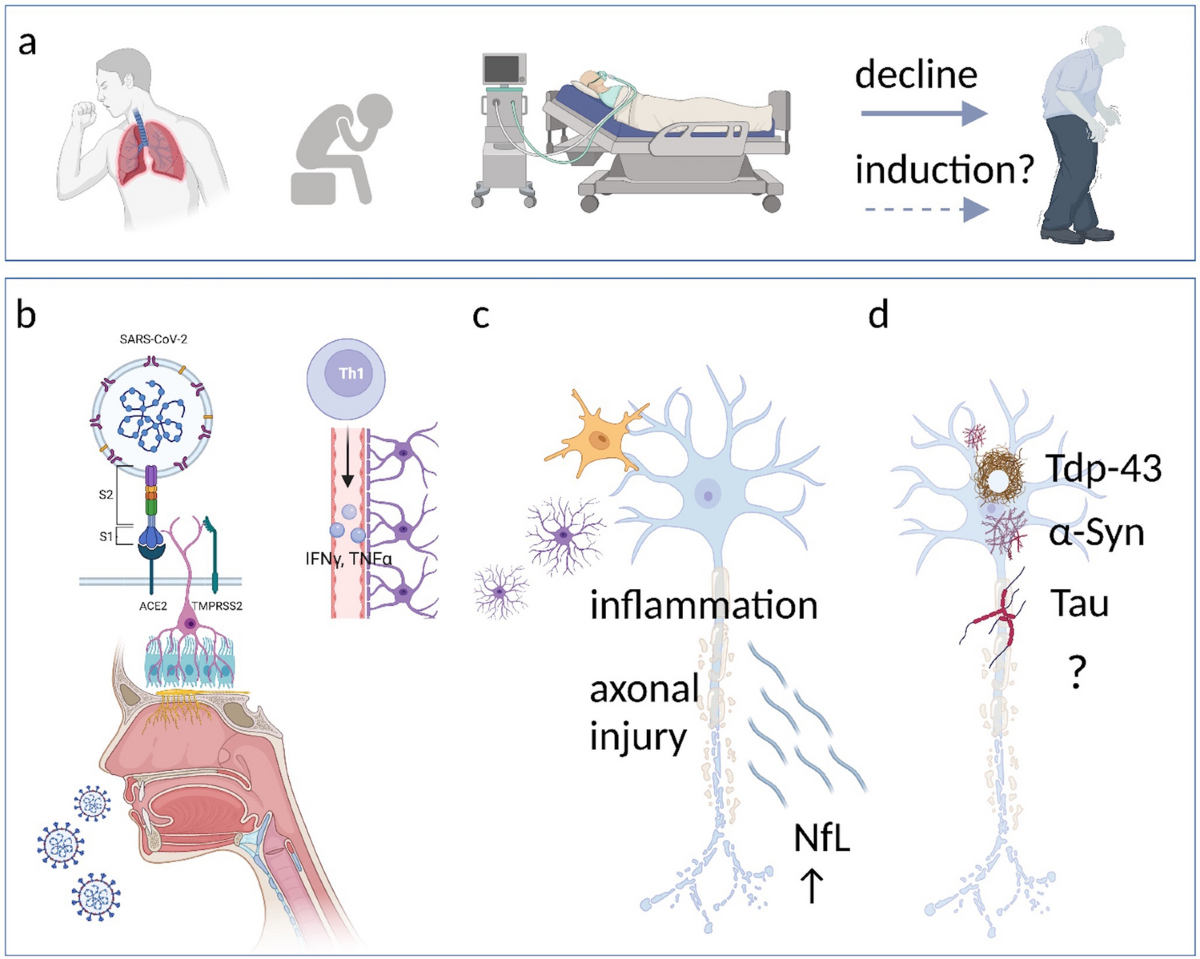 a
decline
induction?
b
SARS-CoV-2
S2
S1
ACE2
TMPRSS2
Th1
IFNγ, TNFα
c
inflammation
axonal
injury
NfL
↑
d
Tdp-43
α-Syn
Tau
?